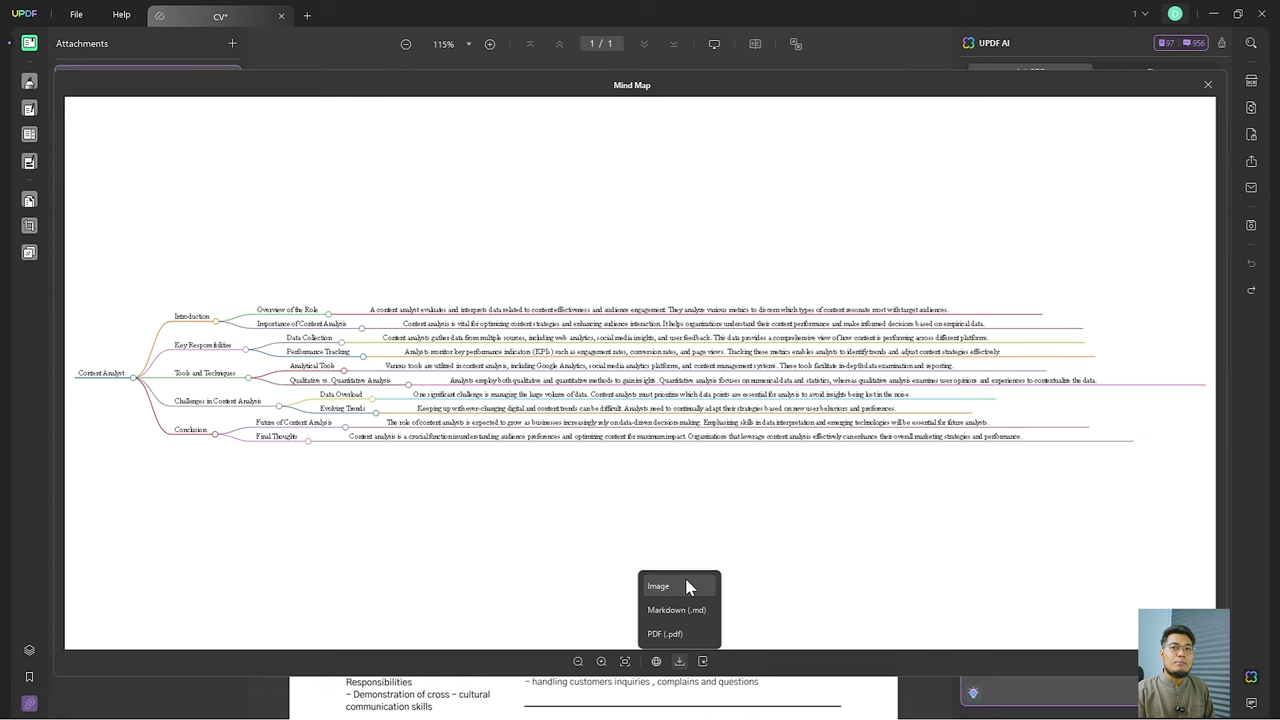 UPDF File Help CV* 1
Attachments 115% 1 / 1 UPDF AI 97 956
Mind Map
Content Analyst
Introduction
Overview of the Role
A content analyst evaluates and interprets data related to content effectiveness and audience engagement. They analyze various metrics to discern which types of content resonate most with target audience.
Importance of Content Analysis
Content analysis is vital for optimizing content strategies and enhancing audience interaction. It helps organizations understand their content performance and make informed decisions based on empirical data.
Key Responsibilities
Data Collection
Content analysts gather data from multiple sources, including web analytics, social media insights, and user feedback. This data provides a comprehensive view of how content is performing across different platforms.
Performance Tracking
Analysts monitor key performance indicators (KPIs) such as engagement rates, conversion rates, and page views. Tracking these metrics enables analysts to identify trends and adjust content strategies effectively.
Tools and Techniques
Analytical Tools
Various tools are utilized in content analysis, including Google Analytics, social media analytics platforms, and content management systems. These tools facilitate in-depth data examination and reporting.
Qualitative vs. Quantitative Analysis
Analysts employ both qualitative and quantitative methods to gain insights. Quantitative analysis focuses on numerical data and statistics, whereas qualitative analysis examines user opinions and experiences to contextualize the data.
Challenges in Content Analysis
Data Overload
One significant challenge is managing the large volume of data. Content analysts must prioritize which data points are essential for analysis to avoid insights being lost in the noise.
Evolving Trends
Keeping up with ever-changing digital and content trends can be difficult. Analysts need to continually adapt their strategies based on new user behaviors and preferences.
Conclusion
Future of Content Analysis
The role of content analysts is expected to grow as businesses increasingly rely on data-driven decision-making. Emphasizing skills in data interpretation and emerging technologies will be essential for future analysts.
Final Thoughts
Content analysis is a crucial function in understanding audience preferences and optimizing content for maximum impact. Organizations that leverage content analysis effectively can enhance their overall marketing strategies and performance.
Image
Markdown (.md)
PDF (.pdf)
Responsibilities
- Demonstration of cross - cultural
communication skills
- handling customers inquiries , complains and questions